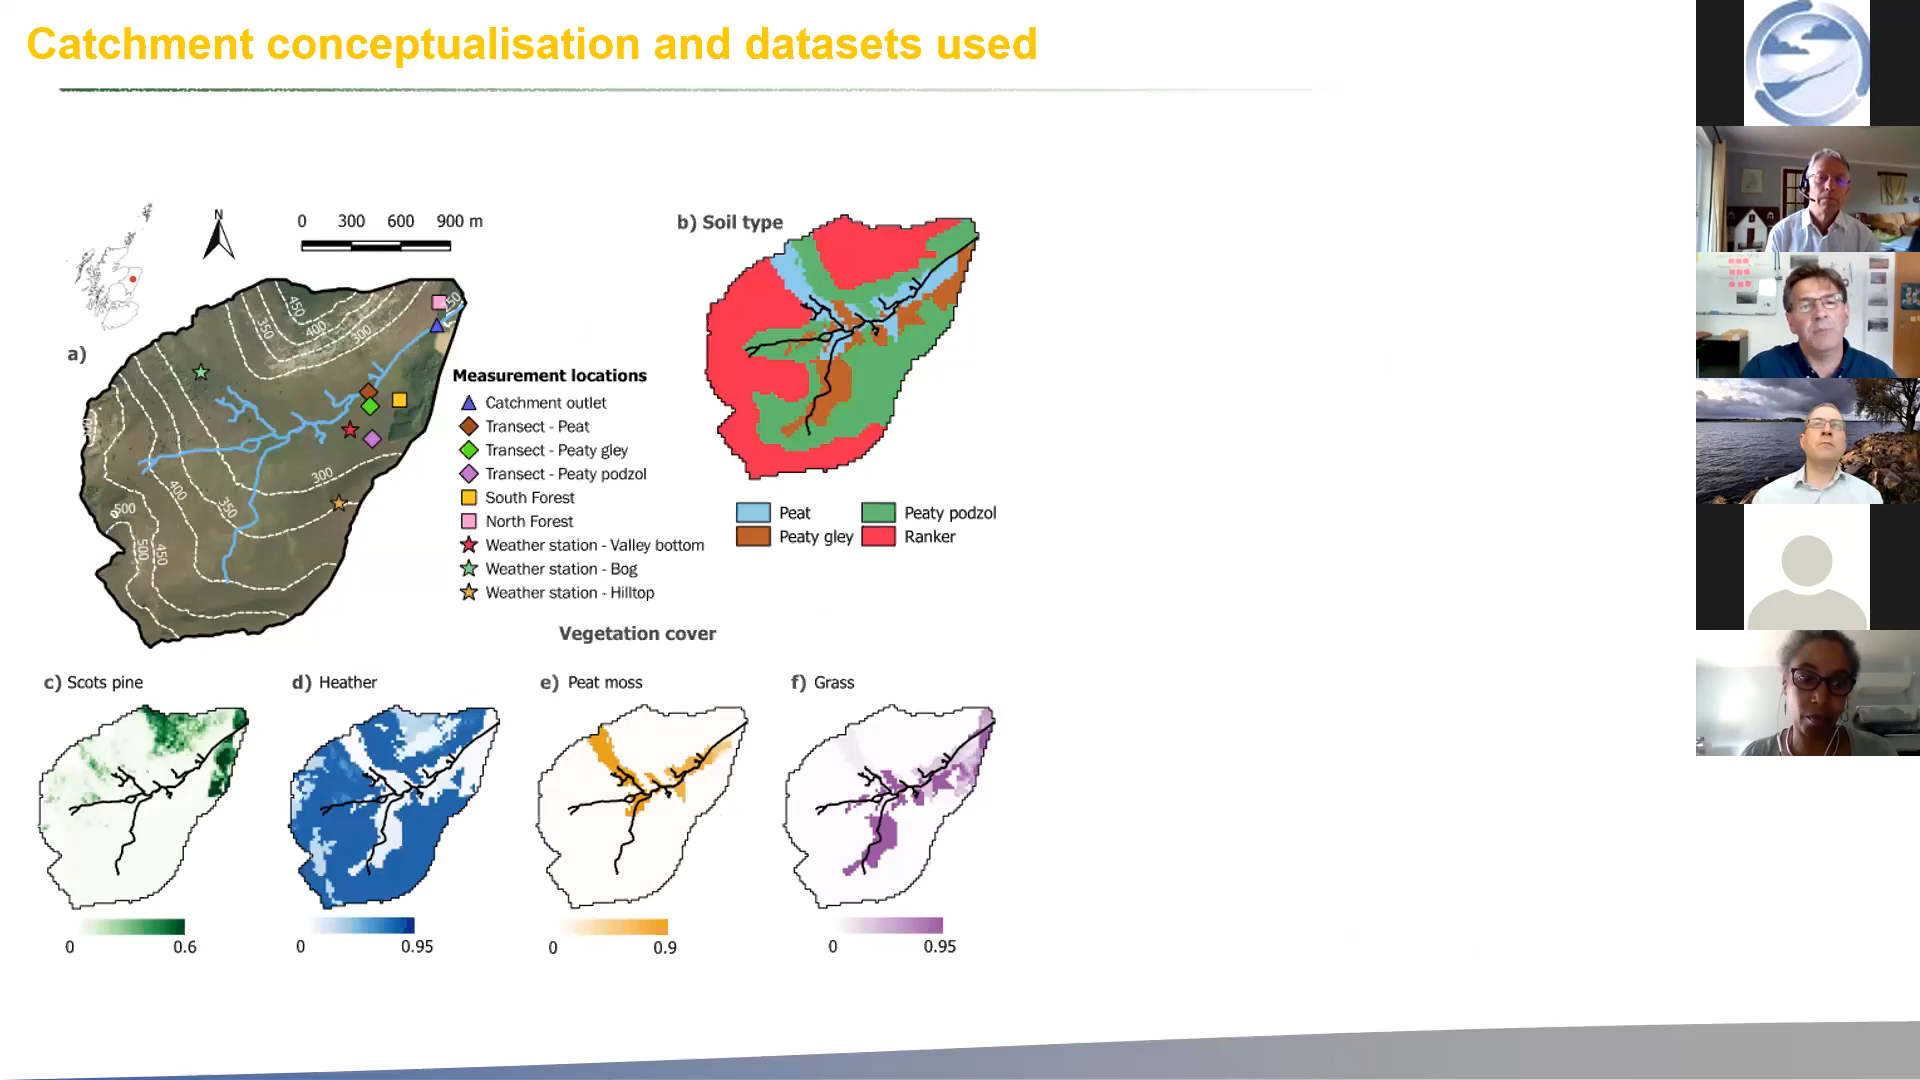 Catchment conceptualisation and datasets used
N
0 300 600 900 m
a)
450
350
400
300
300
400
350
500
500
450
Measurement locations
Catchment outlet
Transect - Peat
Transect - Peaty gley
Transect - Peaty podzol
South Forest
North Forest
Weather station - Valley bottom
Weather station - Bog
Weather station - Hilltop
b) Soil type
Peat
Peaty podzol
Peaty gley
Ranker
Vegetation cover
c) Scots pine
0 0.6
d) Heather
0 0.95
e) Peat moss
0 0.9
f) Grass
0 0.95